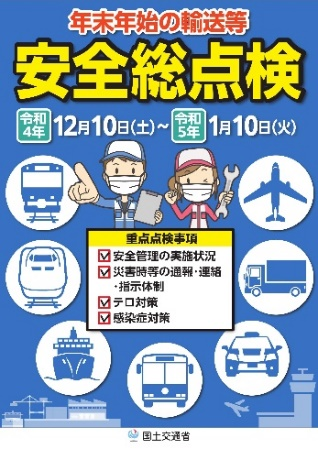 年末年始の輸送等
安全総点検
令和4年 12月10日(土)~ 令和5年 1月10日(火)
重点点検事項
安全管理の実施状況
災害時等の通報・連絡
・指示体制
テロ対策
感染症対策
国土交通省